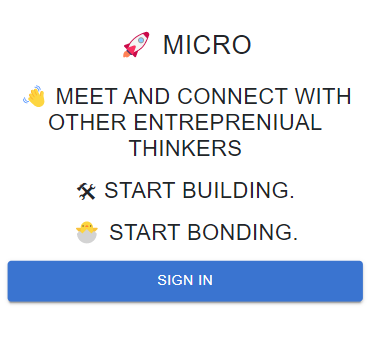 🚀 MICRO
👋 MEET AND CONNECT WITH
OTHER ENTREPRENIUAL
THINKERS
🛠 START BUILDING.
🐣 START BONDING.
SIGN IN